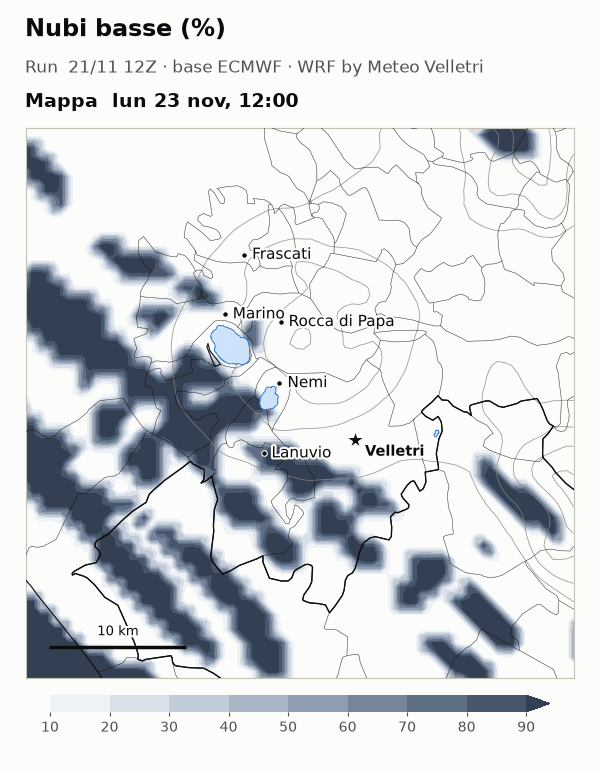 Nubi basse (%)
Run  21/11 12Z · base ECMWF · WRF by Meteo Velletri
Mappa  lun 23 nov, 12:00
Frascati
Marino
Rocca di Papa
Nemi
Velletri
Lanuvio
10 km
10 20 30 40 50 60 70 80 90